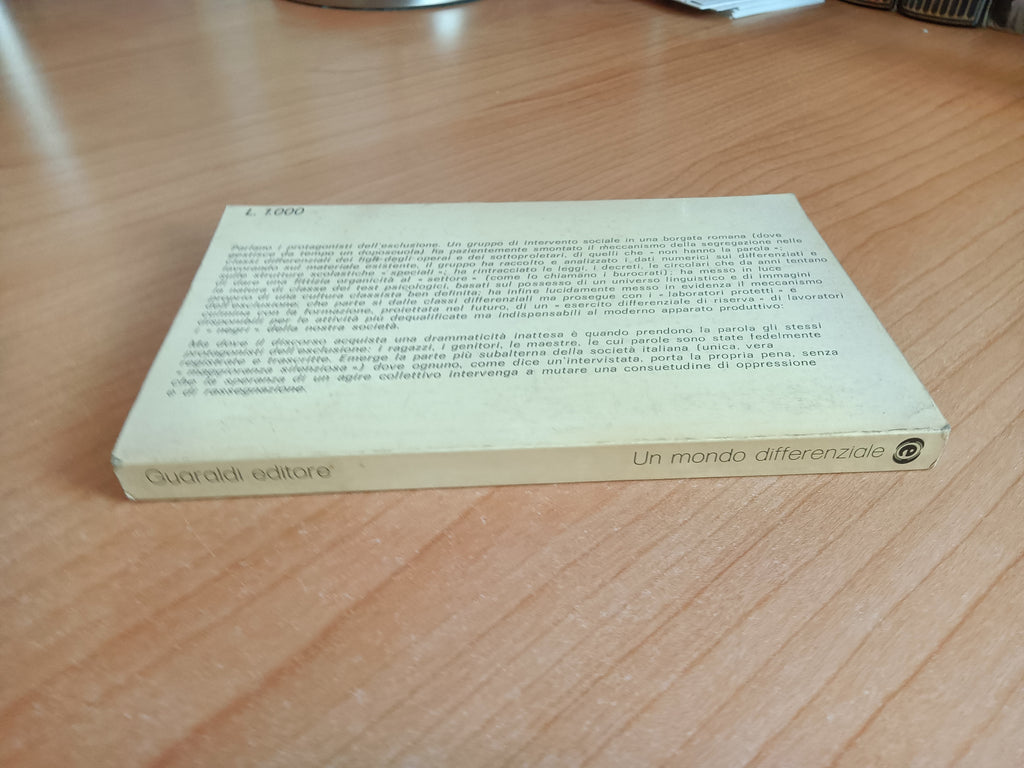 L. 1.000
Parlano i protagonisti dell'esclusione. Un gruppo di intervento sociale in una borgata romana (dove
gestisce da tempo un doposcuola) ha pazientemente smontato il meccanismo della segregazione nelle
classi differenziali dei figli degli operai e dei sottoproletari, di quelli che « non hanno la parola »;
lavorando sul materiale esistente, il gruppo ha raccolto e analizzato i dati numerici sui differenziati e
sulle strutture scolastiche « speciali »; ha rintracciato le leggi, i decreti, le circolari che da anni tentano
di dare una fittizia organicità al « settore » (come lo chiamano i burocrati); ha messo in luce
la natura di classe dei test psicologici, basati sul possesso di un universo linguistico e di immagini
proprio di una cultura classista ben definita; ha infine lucidamente messo in evidenza il meccanismo
dell'esclusione, che parte sì dalle classi differenziali ma prosegue con i « laboratori protetti » e
culmina con la formazione, proiettata nel futuro, di un « esercito differenziale di riserva » di lavoratori
disponibili per le attività più dequalificate ma indispensabili al moderno apparato produttivo:
i « negri » della nostra società.
Ma dove il discorso acquista una drammaticità inattesa è quando prendono la parola gli stessi
protagonisti dell'esclusione: i ragazzi, i genitori, le maestre, le cui parole sono state fedelmente
registrate e trascritte. Emerge la parte più subalterna della società italiana (unica, vera
« maggioranza silenziosa ») dove ognuno, come dice un'intervistata, porta la propria pena, senza
che la speranza di un agire collettivo intervenga a mutare una consuetudine di oppressione
e di rassegnazione.
Guaraldi editore
Un mondo differenziale e